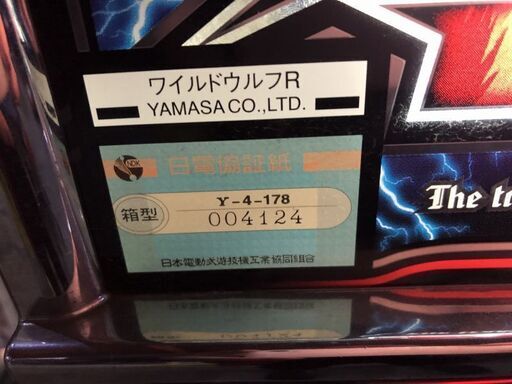 ワイルドウルフR
YAMASA CO.,LTD.
NDK
日電協証紙
箱型
Y-4-178
004124
日本電動式遊技機工業協同組合
The t